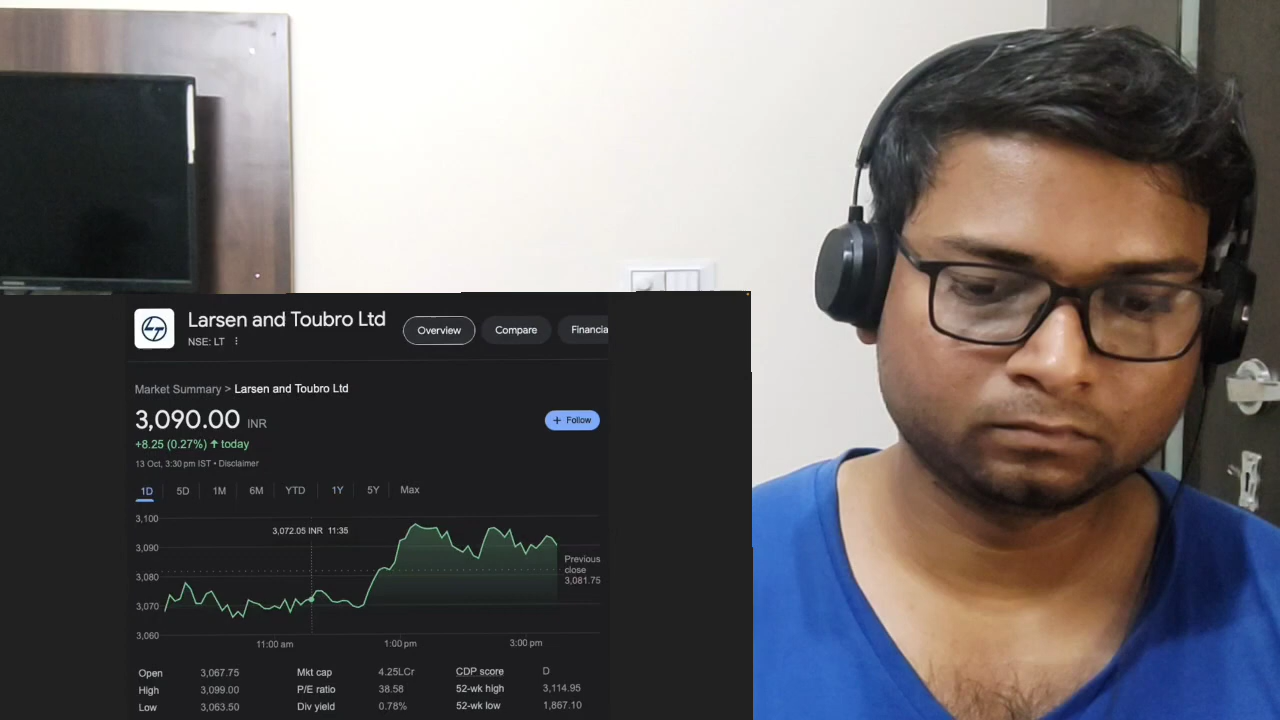 Larsen and Toubro Ltd
NSE: LT
Overview Compare Financia
Market Summary > Larsen and Toubro Ltd
3,090.00 INR
+ Follow
+8.25 (0.27%) ↑ today
13 Oct, 3:30 pm IST • Disclaimer
1D 5D 1M 6M YTD 1Y 5Y Max
3,100
3,072.05 INR 11:35
3,090
Previous
close
3,081.75
3,080
3,070
3,060
11:00 am 1:00 pm 3:00 pm
Open 3,067.75 Mkt cap 4.25LCr CDP score D
High 3,099.00 P/E ratio 38.58 52-wk high 3,114.95
Low 3,063.50 Div yield 0.78% 52-wk low 1,867.10